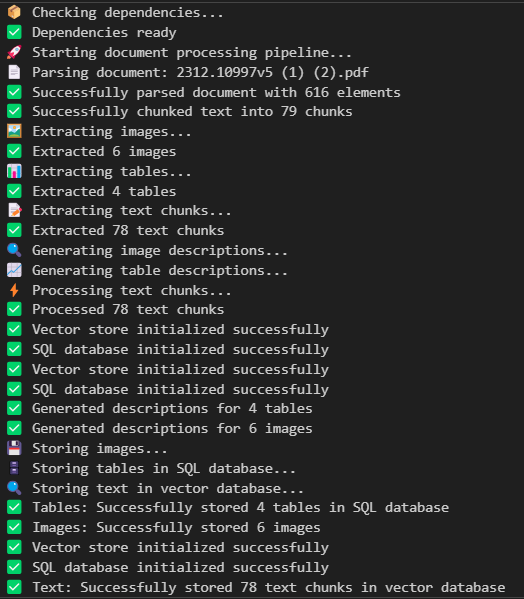 📦 Checking dependencies...
✅ Dependencies ready
🚀 Starting document processing pipeline...
📄 Parsing document: 2312.10997v5 (1) (2).pdf
✅ Successfully parsed document with 616 elements
✅ Successfully chunked text into 79 chunks
🖼️ Extracting images...
✅ Extracted 6 images
📊 Extracting tables...
✅ Extracted 4 tables
📝 Extracting text chunks...
✅ Extracted 78 text chunks
🔍 Generating image descriptions...
📈 Generating table descriptions...
⚡ Processing text chunks...
✅ Processed 78 text chunks
✅ Vector store initialized successfully
✅ SQL database initialized successfully
✅ Vector store initialized successfully
✅ SQL database initialized successfully
✅ Generated descriptions for 4 tables
✅ Generated descriptions for 6 images
💾 Storing images...
🗄️ Storing tables in SQL database...
🔍 Storing text in vector database...
✅ Tables: Successfully stored 4 tables in SQL database
✅ Images: Successfully stored 6 images
✅ Vector store initialized successfully
✅ SQL database initialized successfully
✅ Text: Successfully stored 78 text chunks in vector database